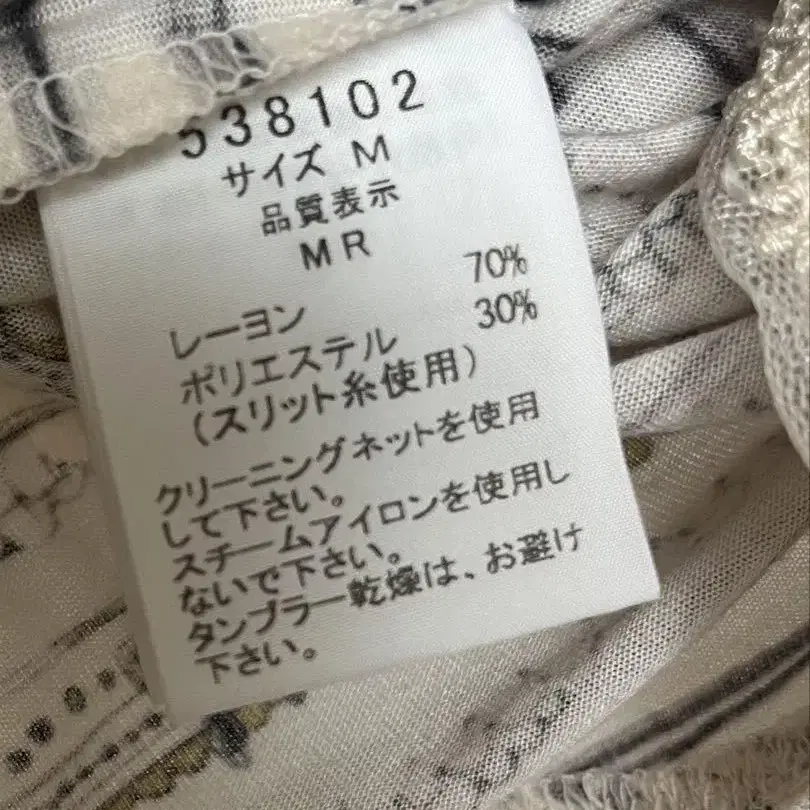 538102
サイズ M
品質表示
MR
レーヨン 70%
ポリエステル 30%
(スリット糸使用)
クリーニングネットを使用
して下さい。
スチームアイロンを使用し
ないで下さい。
タンブラー乾燥は、お避け
下さい。